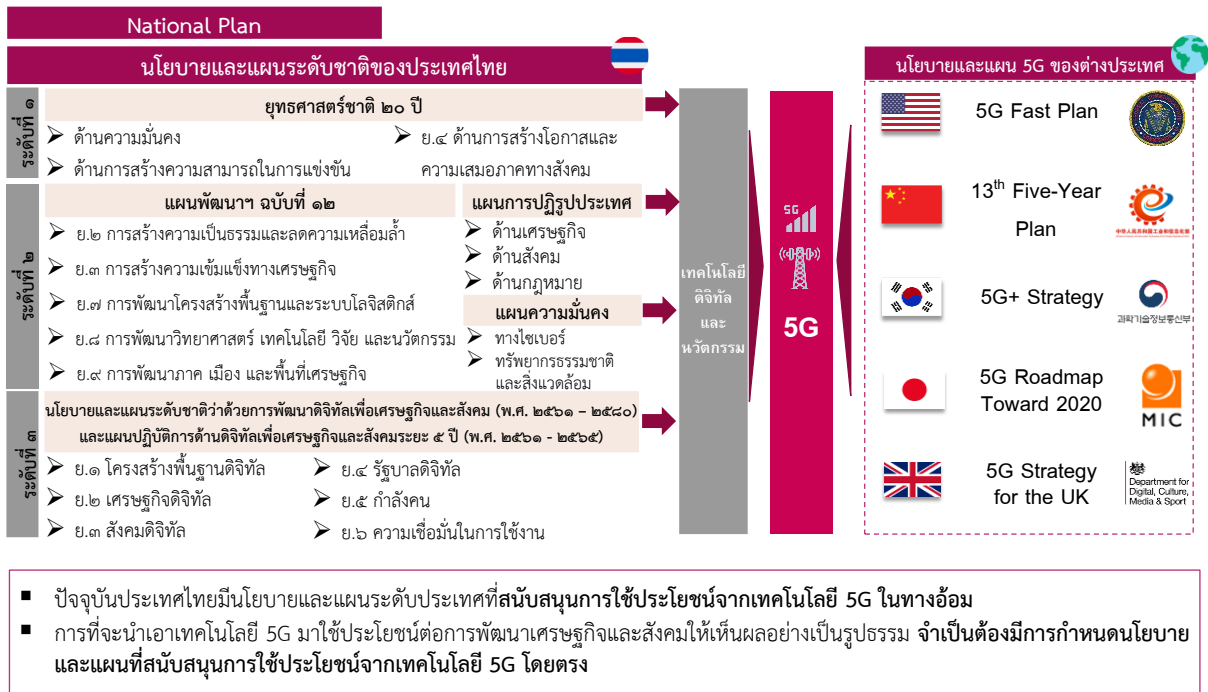 National Plan
นโยบายและแผนระดับชาติของประเทศไทย
ระดับที่ ๑
ยุทธศาสตร์ชาติ ๒๐ ปี
➤ ด้านความมั่นคง
➤ ด้านการสร้างความสามารถในการแข่งขัน
➤ ย.๔ ด้านการสร้างโอกาสและ
ความเสมอภาคทางสังคม
ระดับที่ ๒
แผนพัฒนาฯ ฉบับที่ ๑๒
➤ ย.๒ การสร้างความเป็นธรรมและลดความเหลื่อมล้ำ
➤ ย.๓ การสร้างความเข้มแข็งทางเศรษฐกิจ
➤ ย.๗ การพัฒนาโครงสร้างพื้นฐานและระบบโลจิสติกส์
➤ ย.๘ การพัฒนาวิทยาศาสตร์ เทคโนโลยี วิจัย และนวัตกรรม
➤ ย.๙ การพัฒนาภาค เมือง และพื้นที่เศรษฐกิจ
แผนการปฏิรูปประเทศ
➤ ด้านเศรษฐกิจ
➤ ด้านสังคม
➤ ด้านกฎหมาย
แผนความมั่นคง
➤ ทางไซเบอร์
➤ ทรัพยากรธรรมชาติ
และสิ่งแวดล้อม
ระดับที่ ๓
นโยบายและแผนระดับชาติว่าด้วยการพัฒนาดิจิทัลเพื่อเศรษฐกิจและสังคม (พ.ศ. ๒๕๖๑ – ๒๕๘๐)
และแผนปฏิบัติการด้านดิจิทัลเพื่อเศรษฐกิจและสังคมระยะ ๕ ปี (พ.ศ. ๒๕๖๑ - ๒๕๖๕)
➤ ย.๑ โครงสร้างพื้นฐานดิจิทัล
➤ ย.๒ เศรษฐกิจดิจิทัล
➤ ย.๓ สังคมดิจิทัล
➤ ย.๔ รัฐบาลดิจิทัล
➤ ย.๕ กำลังคน
➤ ย.๖ ความเชื่อมั่นในการใช้งาน
เทคโนโลยี
ดิจิทัล
และ
นวัตกรรม
5G
5G
นโยบายและแผน 5G ของต่างประเทศ
5G Fast Plan
13th Five-Year
Plan
中华人民共和国工业和信息化部
5G+ Strategy
과학기술정보통신부
5G Roadmap
Toward 2020
MIC
5G Strategy
for the UK
Department for
Digital, Culture,
Media & Sport
▪ ปัจจุบันประเทศไทยมีนโยบายและแผนระดับประเทศที่สนับสนุนการใช้ประโยชน์จากเทคโนโลยี 5G ในทางอ้อม
▪ การที่จะนำเอาเทคโนโลยี 5G มาใช้ประโยชน์ต่อการพัฒนาเศรษฐกิจและสังคมให้เห็นผลอย่างเป็นรูปธรรม จำเป็นต้องมีการกำหนดนโยบาย
และแผนที่สนับสนุนการใช้ประโยชน์จากเทคโนโลยี 5G โดยตรง